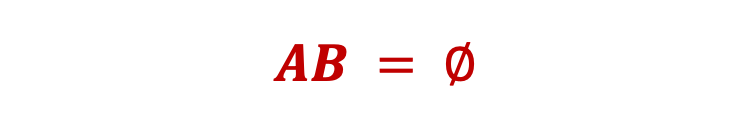 AB = ∅